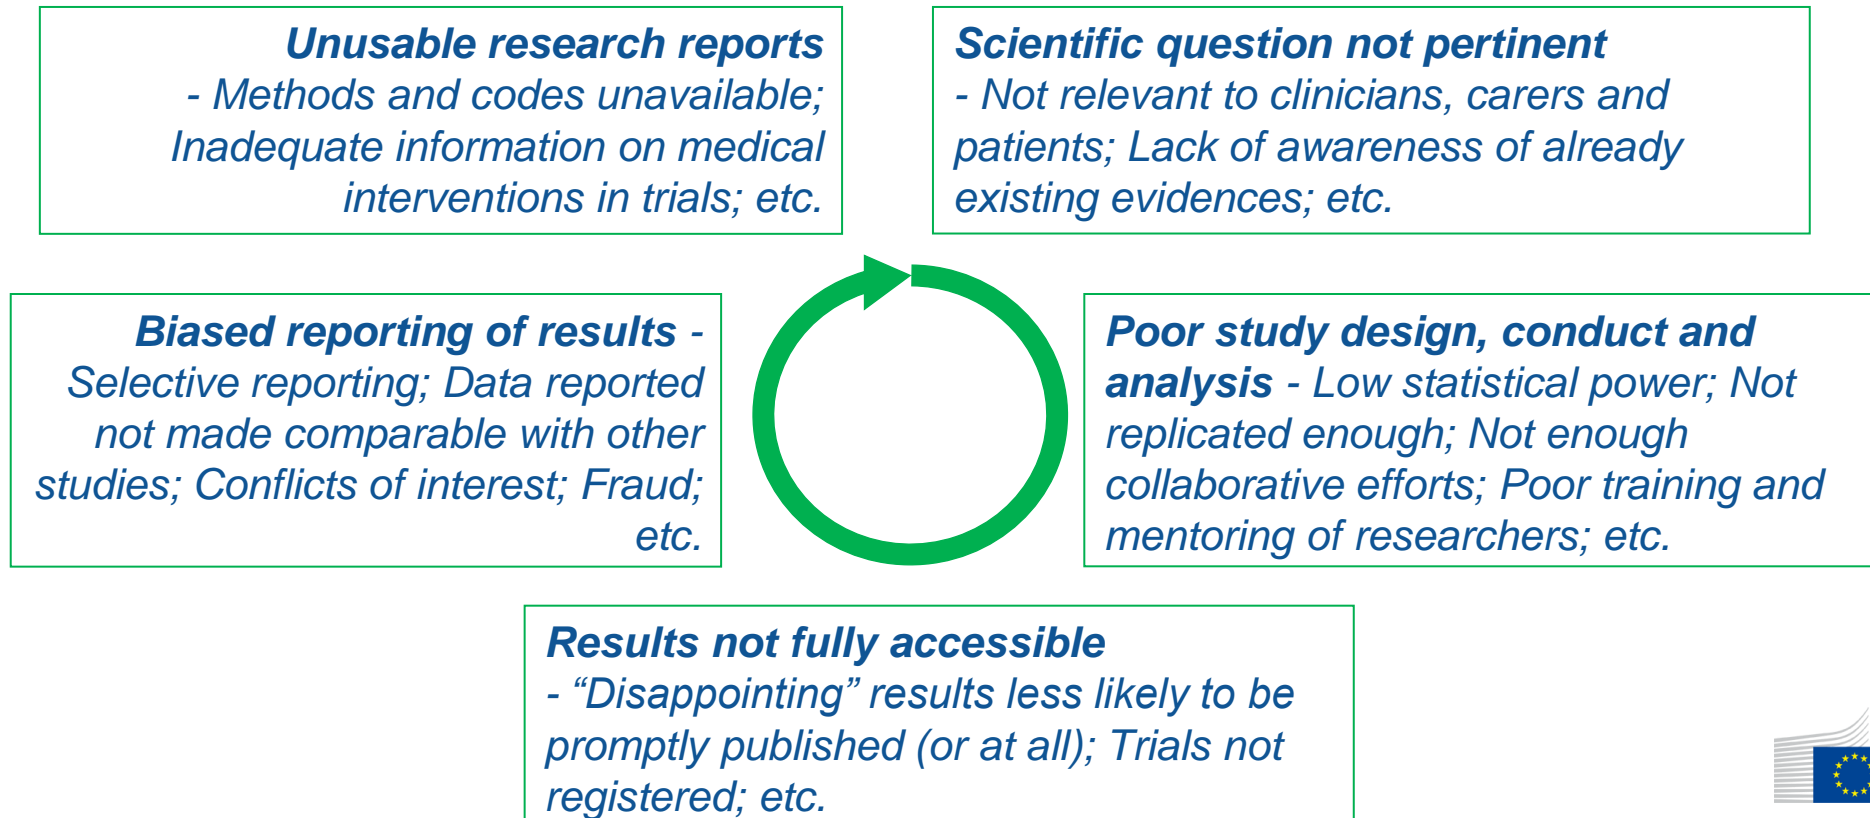 Unusable research reports
- Methods and codes unavailable;
Inadequate information on medical
interventions in trials; etc.
Scientific question not pertinent
- Not relevant to clinicians, carers and
patients; Lack of awareness of already
existing evidences; etc.
Biased reporting of results -
Selective reporting; Data reported
not made comparable with other
studies; Conflicts of interest; Fraud;
etc.
Poor study design, conduct and
analysis - Low statistical power; Not
replicated enough; Not enough
collaborative efforts; Poor training and
mentoring of researchers; etc.
Results not fully accessible
- “Disappointing” results less likely to be
promptly published (or at all); Trials not
registered; etc.